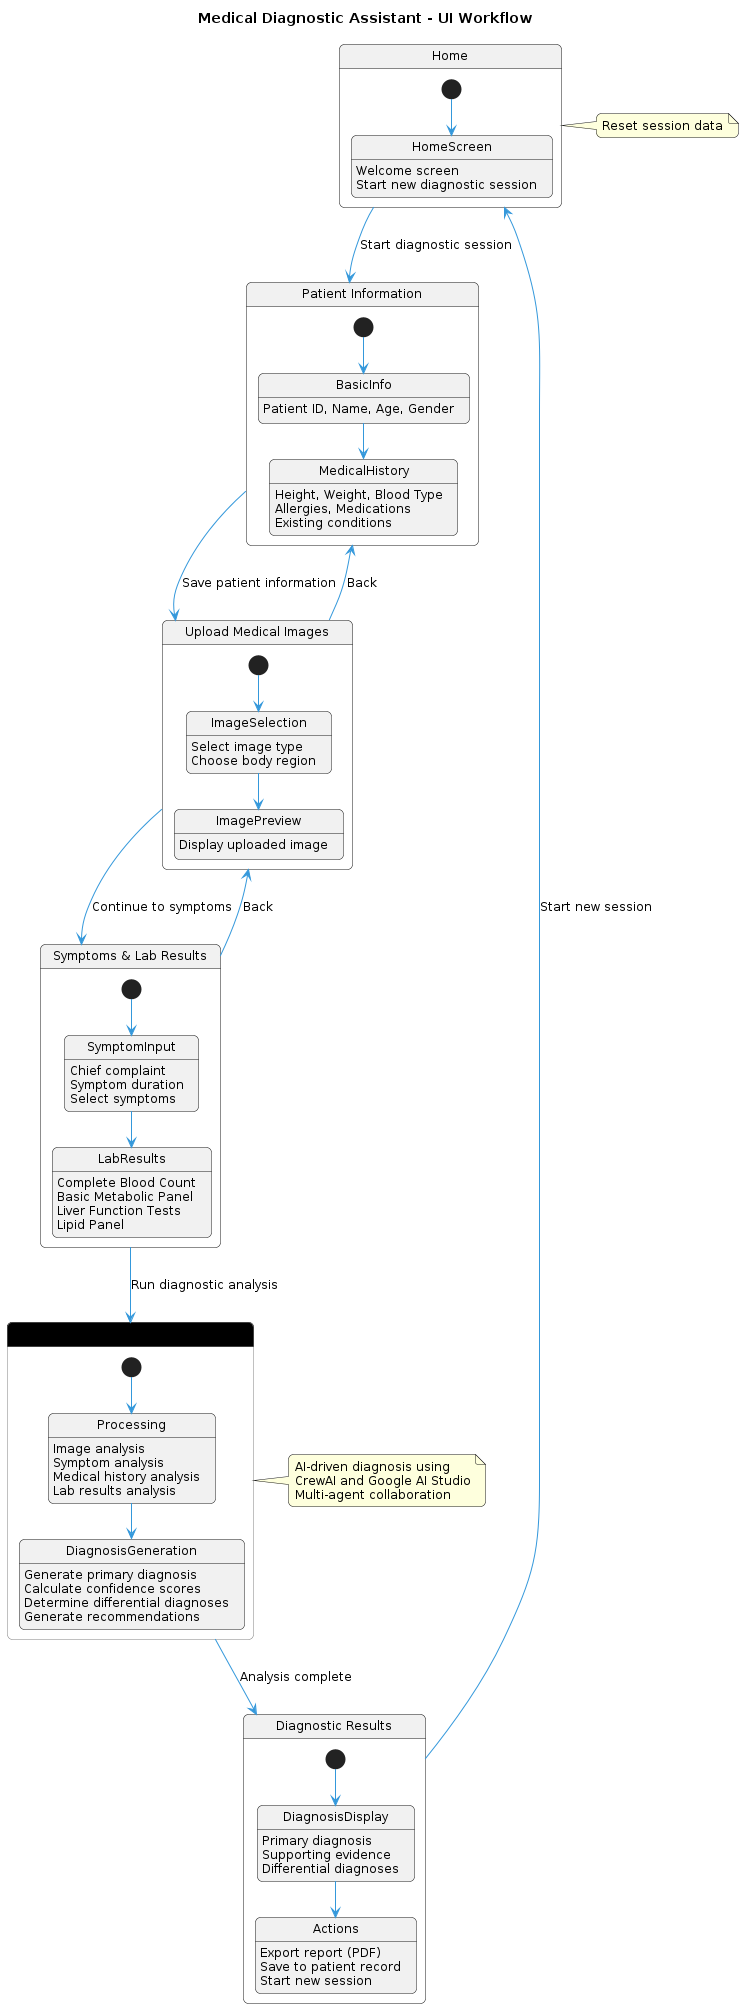 Medical Diagnostic Assistant - UI Workflow
Home
HomeScreen
Welcome screen
Start new diagnostic session
Reset session data
Start diagnostic session
Patient Information
BasicInfo
Patient ID, Name, Age, Gender
MedicalHistory
Height, Weight, Blood Type
Allergies, Medications
Existing conditions
Save patient information
Back
Upload Medical Images
ImageSelection
Select image type
Choose body region
ImagePreview
Display uploaded image
Continue to symptoms
Back
Start new session
Symptoms & Lab Results
SymptomInput
Chief complaint
Symptom duration
Select symptoms
LabResults
Complete Blood Count
Basic Metabolic Panel
Liver Function Tests
Lipid Panel
Run diagnostic analysis
Processing
Image analysis
Symptom analysis
Medical history analysis
Lab results analysis
AI-driven diagnosis using
CrewAI and Google AI Studio
Multi-agent collaboration
DiagnosisGeneration
Generate primary diagnosis
Calculate confidence scores
Determine differential diagnoses
Generate recommendations
Analysis complete
Diagnostic Results
DiagnosisDisplay
Primary diagnosis
Supporting evidence
Differential diagnoses
Actions
Export report (PDF)
Save to patient record
Start new session